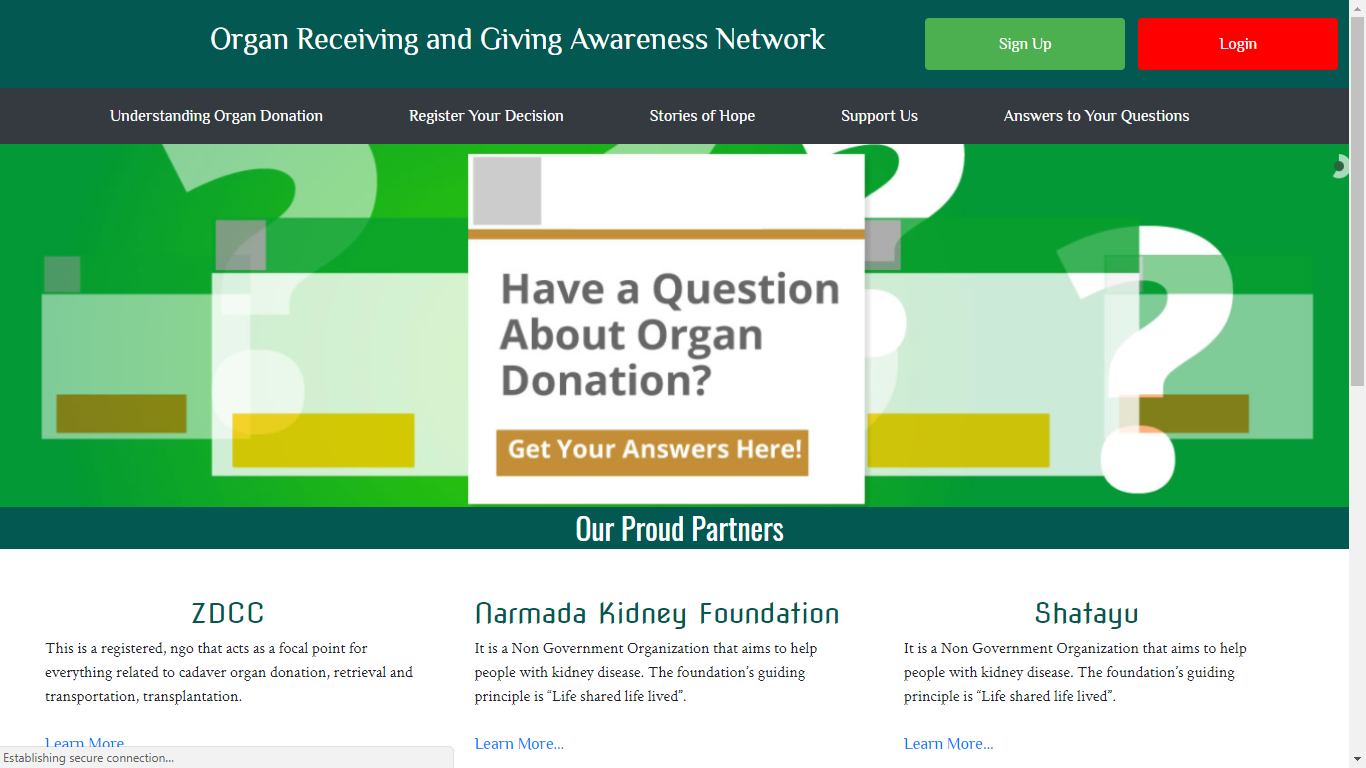 Organ Receiving and Giving Awareness Network
Sign Up
Login
Understanding Organ Donation
Register Your Decision
Stories of Hope
Support Us
Answers to Your Questions
Have a Question
About Organ
Donation?
Get Your Answers Here!
Our Proud Partners
ZDCC
This is a registered, ngo that acts as a focal point for
everything related to cadaver organ donation, retrieval and
transportation, transplantation.
Learn More...
Narmada Kidney Foundation
It is a Non Government Organization that aims to help
people with kidney disease. The foundation’s guiding
principle is “Life shared life lived”.
Learn More...
Shatayu
It is a Non Government Organization that aims to help
people with kidney disease. The foundation’s guiding
principle is “Life shared life lived”.
Learn More...
Establishing secure connection...